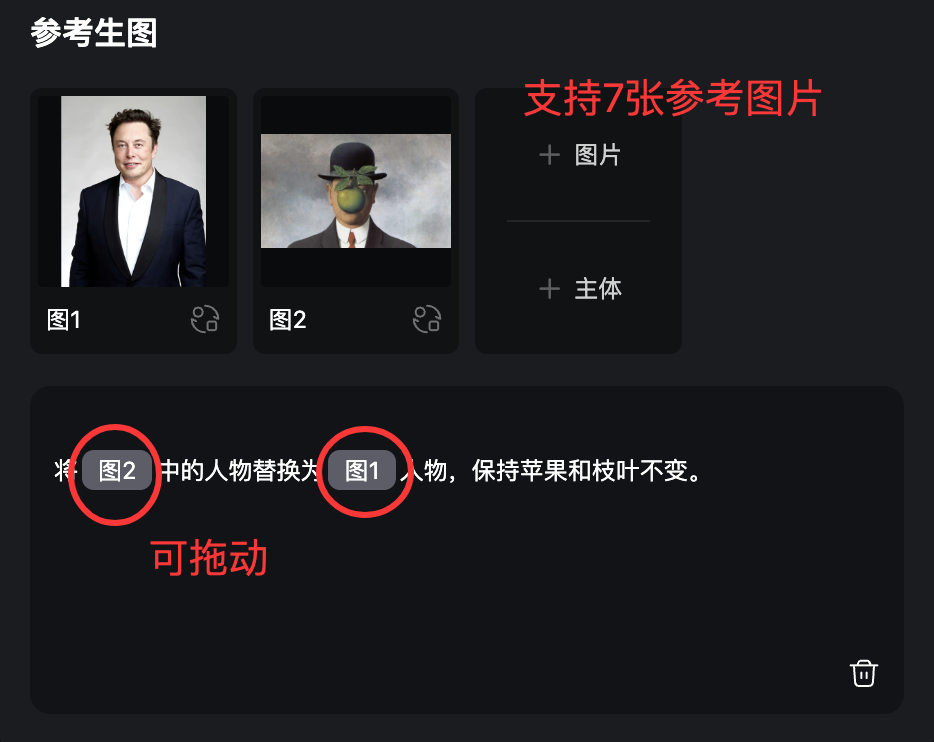 参考生图
支持7张参考图片
+ 图片
+ 主体
图1
图2
将 图2 中的人物替换为 图1 人物，保持苹果和枝叶不变。
可拖动